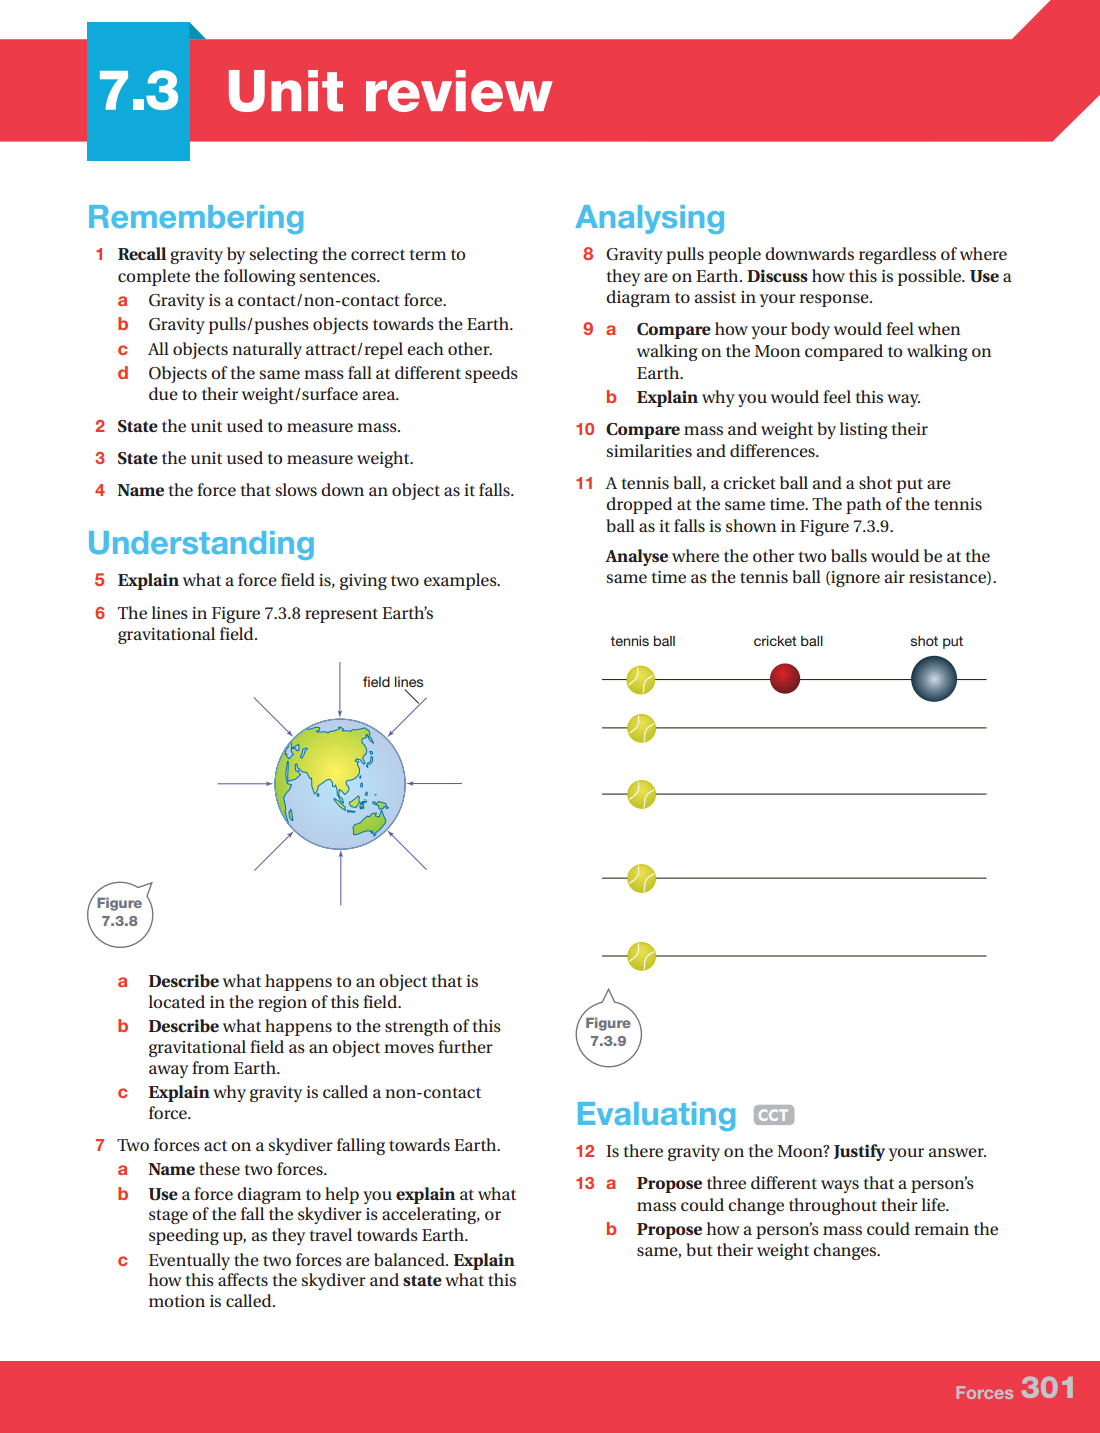 7.3
Unit review
Remembering
1 Recall gravity by selecting the correct term to
complete the following sentences.
a Gravity is a contact/non-contact force.
b Gravity pulls/pushes objects towards the Earth.
c All objects naturally attract/repel each other.
d Objects of the same mass fall at different speeds
due to their weight/surface area.
2 State the unit used to measure mass.
3 State the unit used to measure weight.
4 Name the force that slows down an object as it falls.
Understanding
5 Explain what a force field is, giving two examples.
6 The lines in Figure 7.3.8 represent Earth’s
gravitational field.
field lines
Figure
7.3.8
a Describe what happens to an object that is
located in the region of this field.
b Describe what happens to the strength of this
gravitational field as an object moves further
away from Earth.
c Explain why gravity is called a non-contact
force.
7 Two forces act on a skydiver falling towards Earth.
a Name these two forces.
b Use a force diagram to help you explain at what
stage of the fall the skydiver is accelerating, or
speeding up, as they travel towards Earth.
c Eventually the two forces are balanced. Explain
how this affects the skydiver and state what this
motion is called.
Analysing
8 Gravity pulls people downwards regardless of where
they are on Earth. Discuss how this is possible. Use a
diagram to assist in your response.
9 a Compare how your body would feel when
walking on the Moon compared to walking on
Earth.
b Explain why you would feel this way.
10 Compare mass and weight by listing their
similarities and differences.
11 A tennis ball, a cricket ball and a shot put are
dropped at the same time. The path of the tennis
ball as it falls is shown in Figure 7.3.9.
Analyse where the other two balls would be at the
same time as the tennis ball (ignore air resistance).
tennis ball cricket ball shot put
Figure
7.3.9
Evaluating CCT
12 Is there gravity on the Moon? Justify your answer.
13 a Propose three different ways that a person’s
mass could change throughout their life.
b Propose how a person’s mass could remain the
same, but their weight changes.
Forces 301